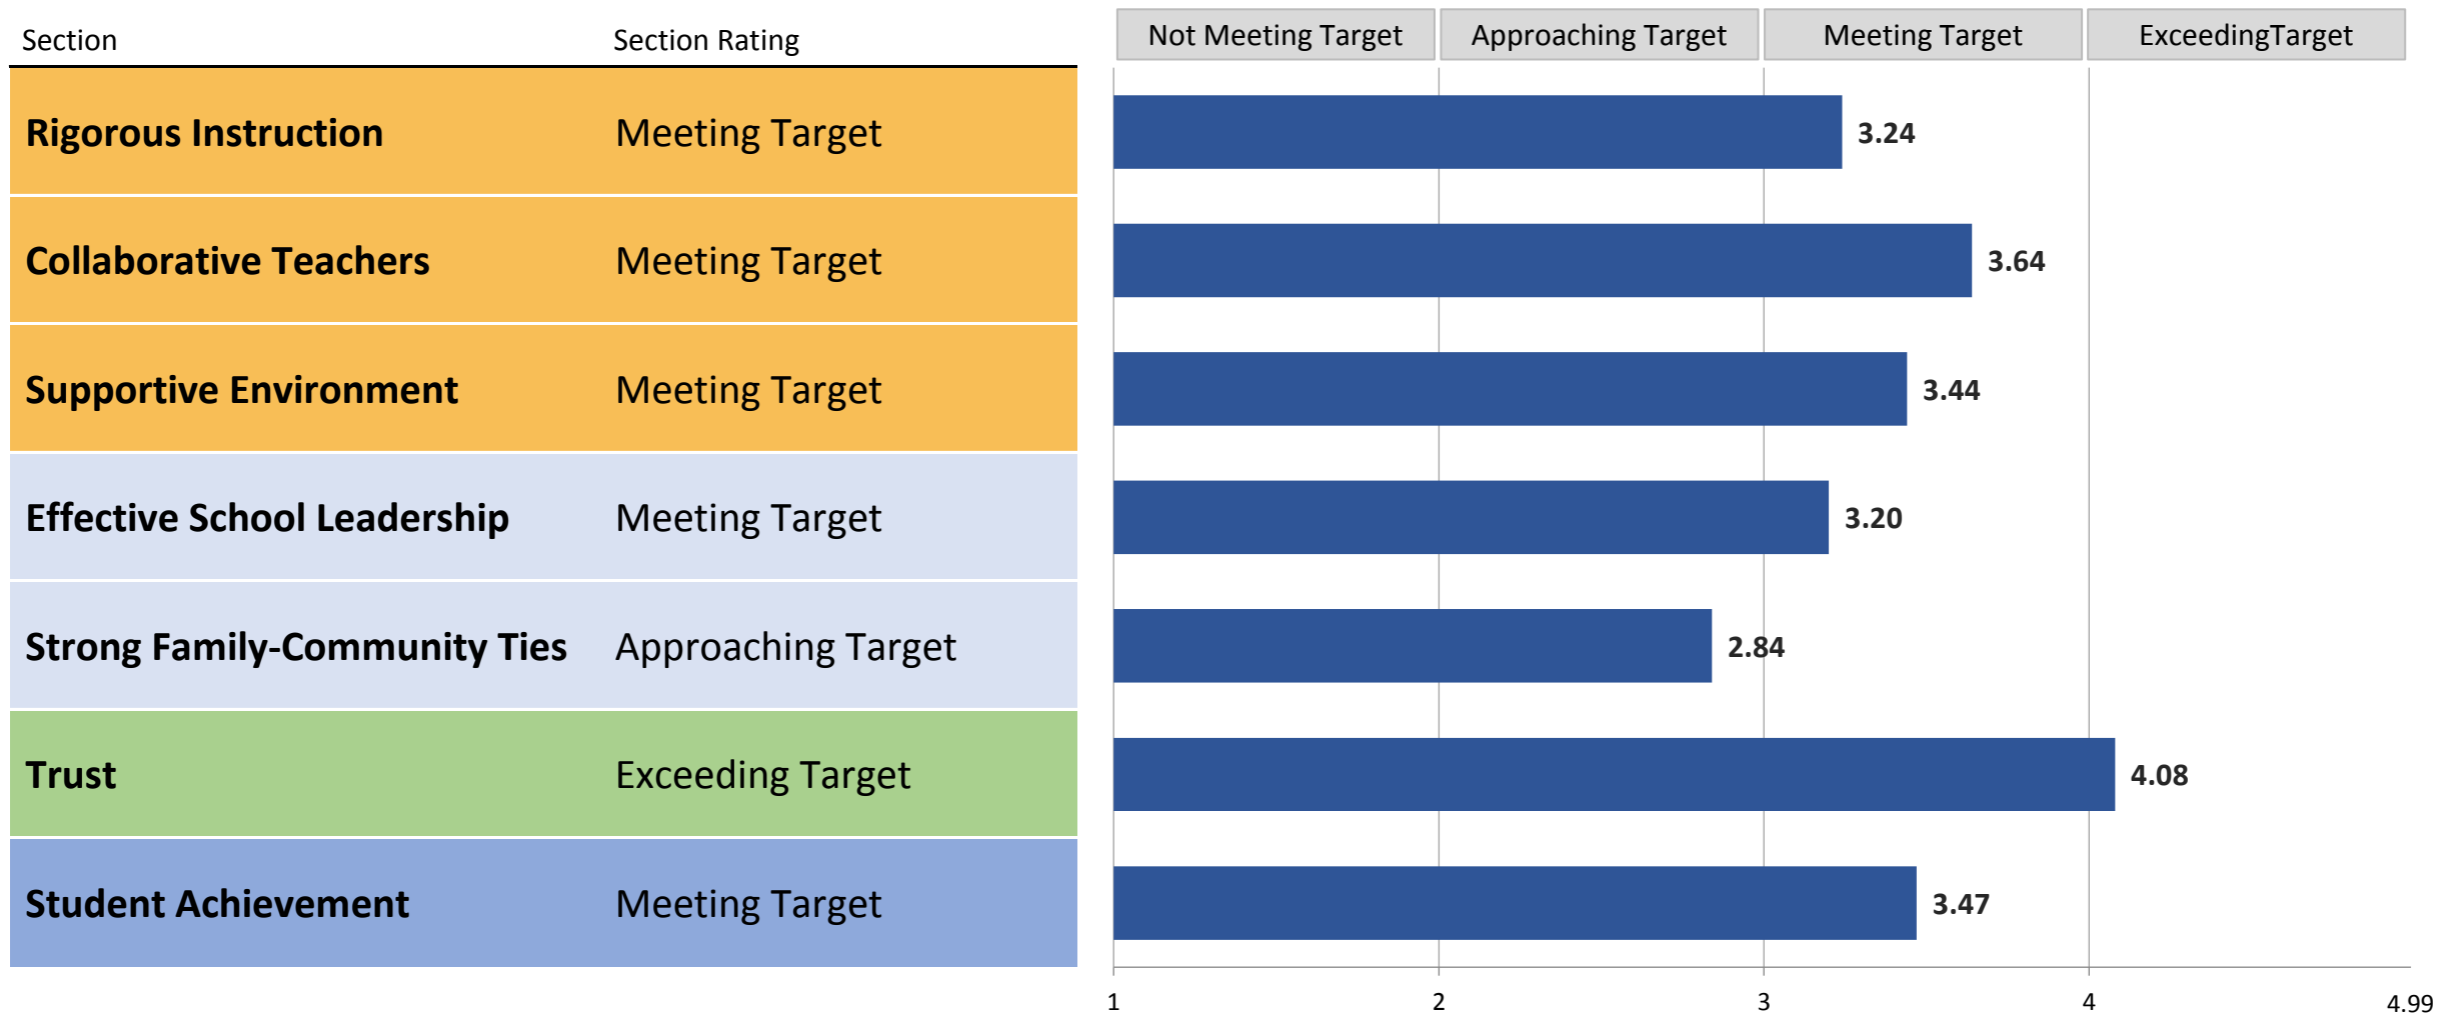 Section Section Rating Not Meeting Target Approaching Target Meeting Target ExceedingTarget
Rigorous Instruction Meeting Target 3.24
Collaborative Teachers Meeting Target 3.64
Supportive Environment Meeting Target 3.44
Effective School Leadership Meeting Target 3.20
Strong Family-Community Ties Approaching Target 2.84
Trust Exceeding Target 4.08
Student Achievement Meeting Target 3.47
1 2 3 4 4.99